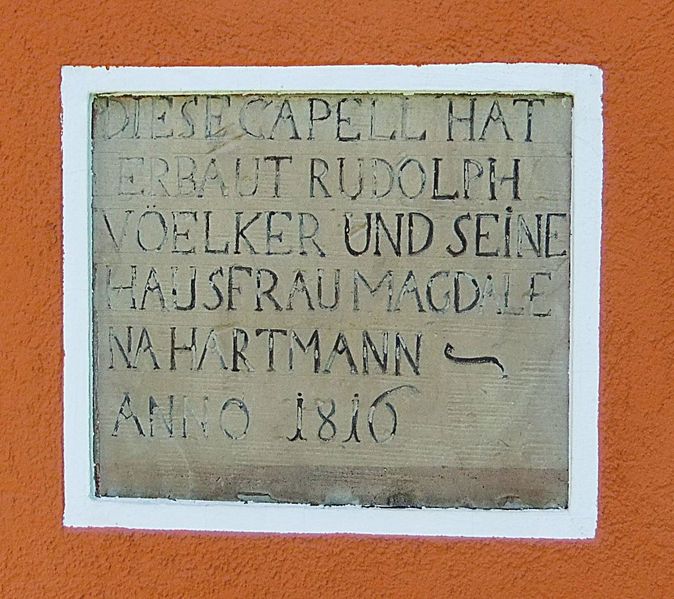 DIESE CAPELL HAT
ERBAUT RUDOLPH
VÖELKER UND SEiNE
HAUSFRAU MAGDALE
NA HARTMANN ~
ANNO 1816